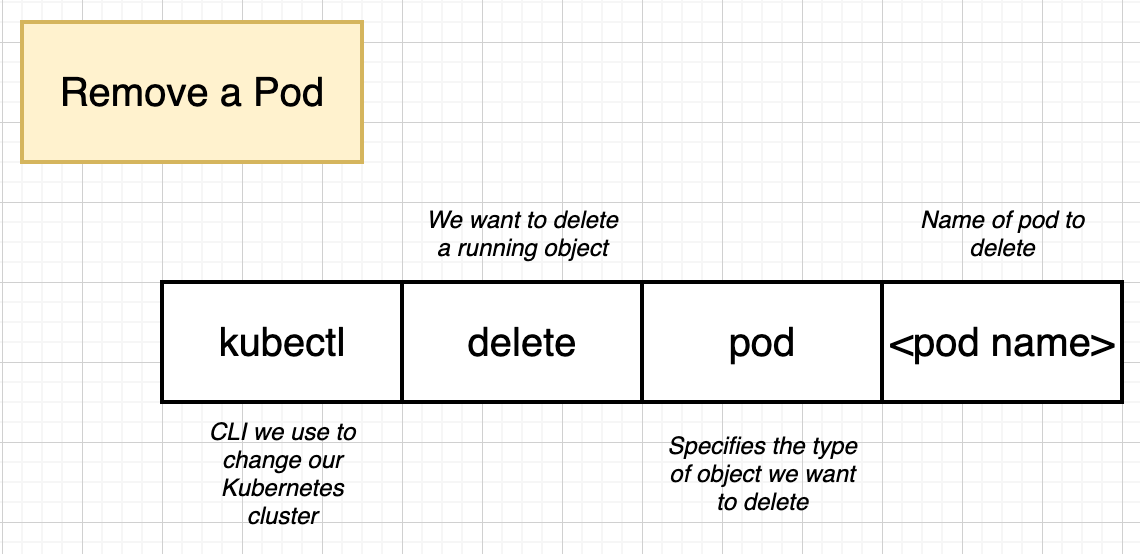 Remove a Pod
We want to delete
a running object
Name of pod to
delete
kubectl
delete
pod
<pod name>
CLI we use to
change our
Kubernetes
cluster
Specifies the type
of object we want
to delete